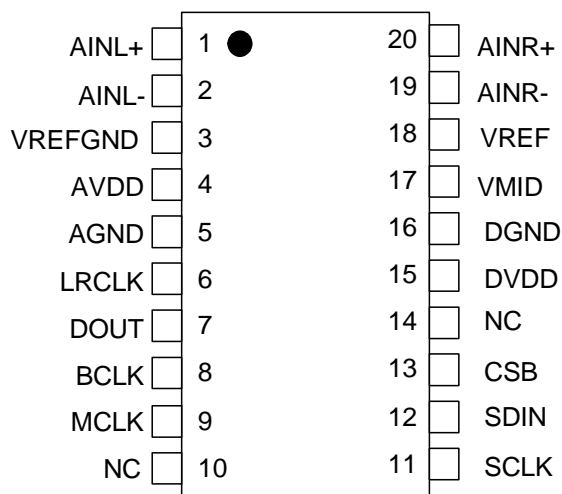 AINL+ 1 20 AINR+
AINL- 2 19 AINR-
VREFGND 3 18 VREF
AVDD 4 17 VMID
AGND 5 16 DGND
LRCLK 6 15 DVDD
DOUT 7 14 NC
BCLK 8 13 CSB
MCLK 9 12 SDIN
NC 10 11 SCLK